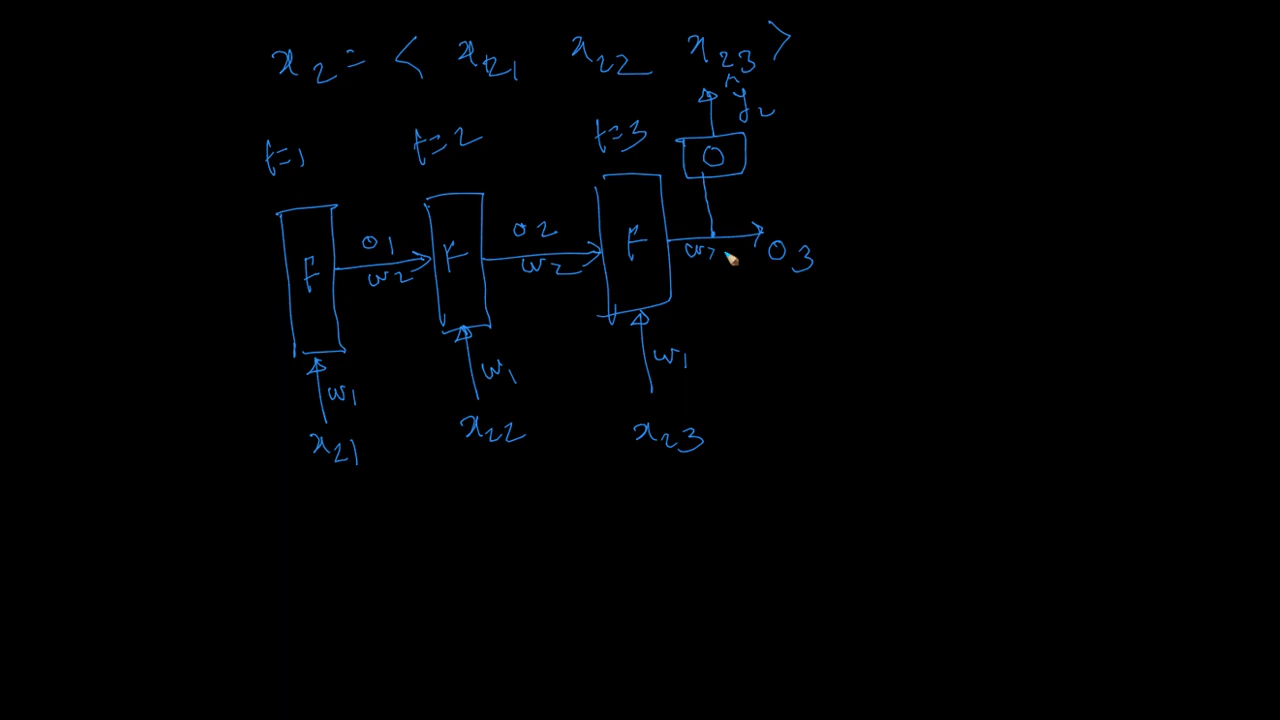 x2 = < x21 x22 x23 >
ŷ2
t=1 t=2 t=3
O
F O1 F O2 F O3
w2 w2
w1 w1 w1
x21 x22 x23